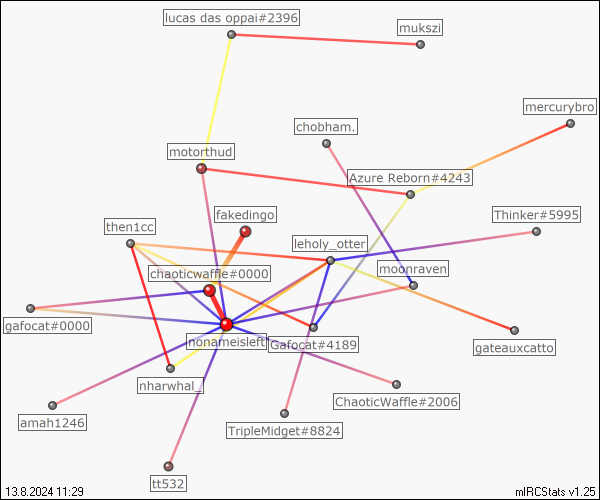 lucas das oppai#2396
mukszi
mercurybro
chobham.
motorthud
Azure Reborn#4243
fakedingo
Thinker#5995
then1cc
leholy_otter
chaoticwaffle#0000
moonraven
gafocat#0000
nonameisleft
Gafocat#4189
gateauxcatto
nharwhal_
ChaoticWaffle#2006
amah1246
TripleMidget#8824
tt532
13.8.2024 11:29
mIRCStats v1.25